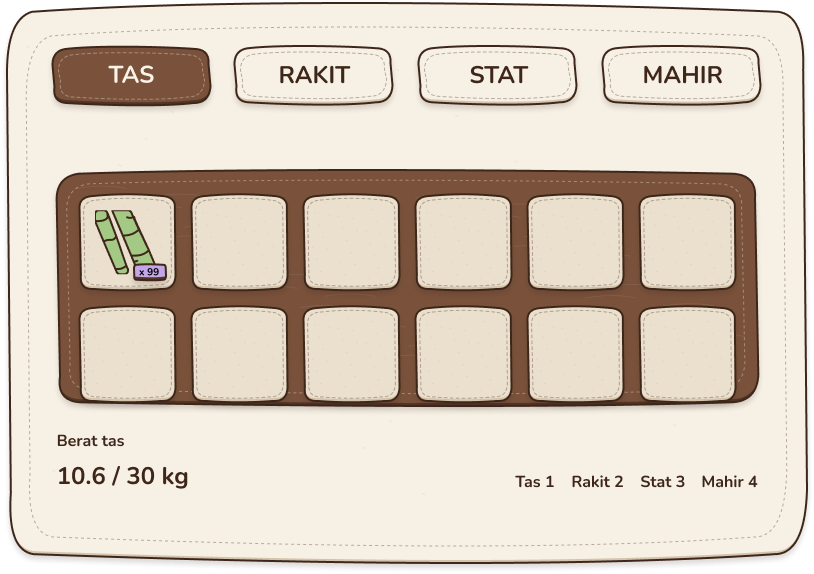 TAS RAKIT STAT MAHIR
x 99
Berat tas
10.6 / 30 kg
Tas 1 Rakit 2 Stat 3 Mahir 4